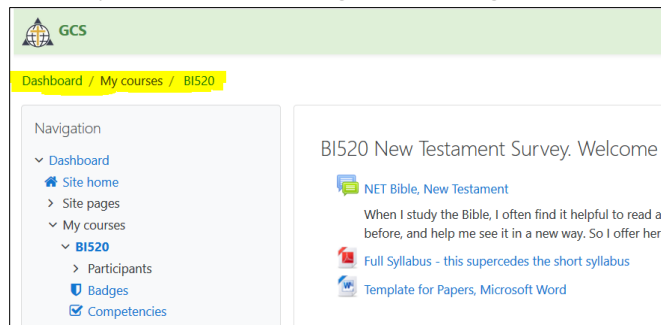 GCS
Dashboard / My courses / BI520
Navigation
Dashboard
Site home
Site pages
My courses
BI520
Participants
Badges
Competencies
BI520 New Testament Survey. Welcome
NET Bible, New Testament
When I study the Bible, I often find it helpful to read a
before, and help me see it in a new way. So I offer her
Full Syllabus - this supercedes the short syllabus
Template for Papers, Microsoft Word